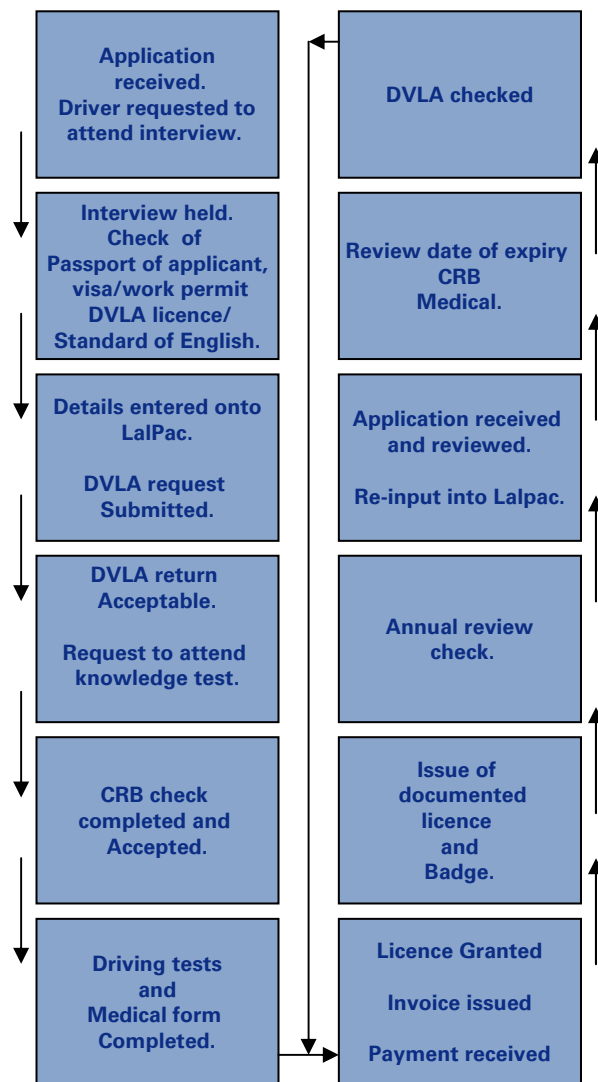 Application
received.
Driver requested to
attend interview.
Interview held.
Check of
Passport of applicant,
visa/work permit
DVLA licence/
Standard of English.
Details entered onto
LalPac.
DVLA request
Submitted.
DVLA return
Acceptable.
Request to attend
knowledge test.
CRB check
completed and
Accepted.
Driving tests
and
Medical form
Completed.
Licence Granted
Invoice issued
Payment received
Issue of
documented
licence
and
Badge.
Annual review
check.
Application received
and reviewed.
Re-input into Lalpac.
Review date of expiry
CRB
Medical.
DVLA checked